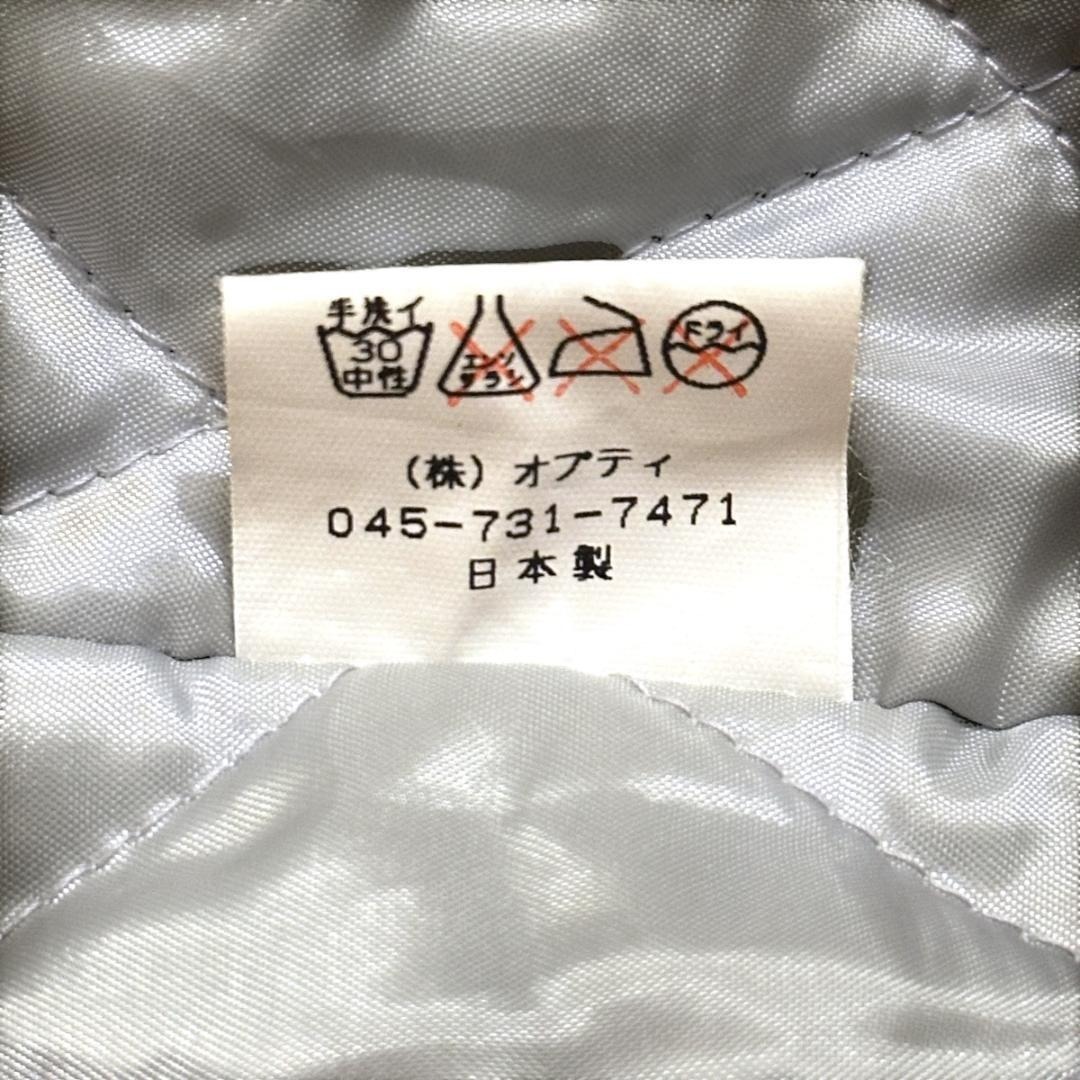 手洗イ
30
中性
エンソ
サラシ
ドライ
(株) オプティ
045-731-7471
日本製